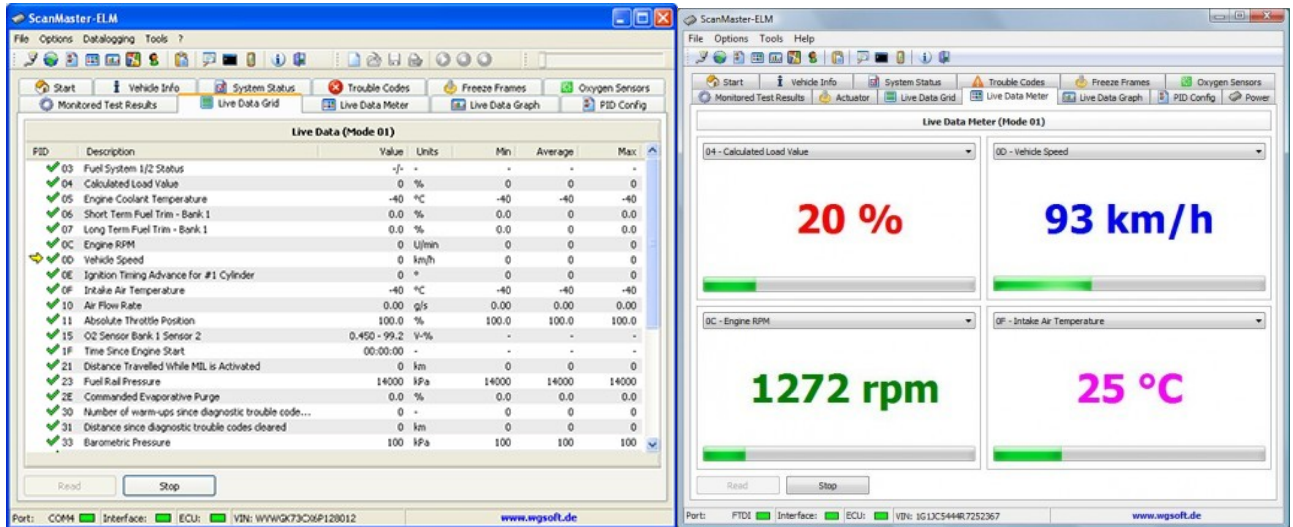 ScanMaster-ELM
File Options Datalogging Tools ?
Start Vehicle Info System Status Trouble Codes Freeze Frames Oxygen Sensors
Monitored Test Results Live Data Grid Live Data Meter Live Data Graph PID Config
Live Data (Mode 01)
PID Description Value Units Min Average Max
03 Fuel System 1/2 Status -/- - - - -
04 Calculated Load Value 0 % 0 0 0
05 Engine Coolant Temperature -40 °C -40 -40 -40
06 Short Term Fuel Trim - Bank 1 0.0 % 0.0 0 0.0
07 Long Term Fuel Trim - Bank 1 0.0 % 0.0 0 0.0
0C Engine RPM 0 U/min 0 0 0
0D Vehicle Speed 0 km/h 0 0 0
0E Ignition Timing Advance for #1 Cylinder 0 ° 0 0 0
0F Intake Air Temperature -40 °C -40 -40 -40
10 Air Flow Rate 0.00 g/s 0.00 0.00 0.00
11 Absolute Throttle Position 100.0 % 100.0 100.0 100.0
15 O2 Sensor Bank 1 Sensor 2 0.450 - 99.2 V-% - - -
1F Time Since Engine Start 00:00:00 - - - -
21 Distance Travelled While MIL is Activated 0 km 0 0 0
23 Fuel Rail Pressure 14000 kPa 14000 14000 14000
2E Commanded Evaporative Purge 0.0 % 0.0 0.0 0.0
30 Number of warm-ups since diagnostic trouble code... 0 - 0 0 0
31 Distance since diagnostic trouble codes cleared 0 km 0 0 0
33 Barometric Pressure 100 kPa 100 100 100
Read Stop
Port: COM4 Interface: ECU: VIN: WVWGK73CX6P128012 www.wgsoft.de
ScanMaster-ELM
File Options Tools Help
Start Vehicle Info System Status Trouble Codes Freeze Frames Oxygen Sensors
Monitored Test Results Actuator Live Data Grid Live Data Meter Live Data Graph PID Config Power
Live Data Meter (Mode 01)
04 - Calculated Load Value 0D - Vehicle Speed
20 % 93 km/h
0C - Engine RPM 0F - Intake Air Temperature
1272 rpm 25 °C
Read Stop
Port: FTDI Interface: ECU: VIN: 1G1JC5444R7252367 www.wgsoft.de